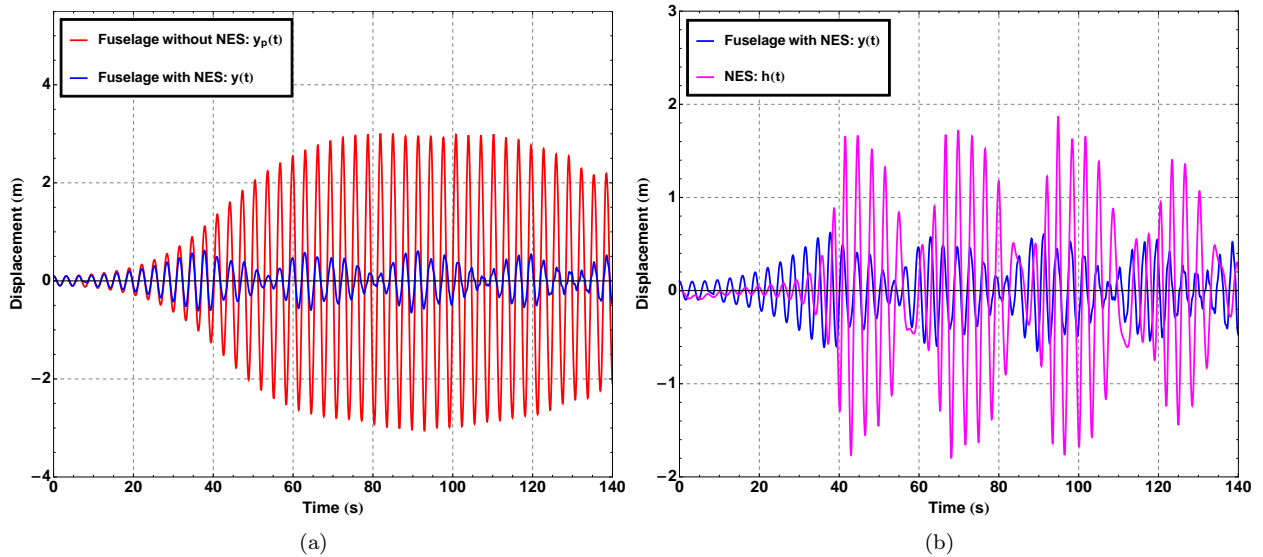 Fuselage without NES: yp(t)
Fuselage with NES: y(t)
Displacement (m)
4
2
0
−2
−4
0 20 40 60 80 100 120 140
Time (s)
(a)
Fuselage with NES: y(t)
NES: h(t)
Displacement (m)
3
2
1
0
−1
−2
0 20 40 60 80 100 120 140
Time (s)
(b)